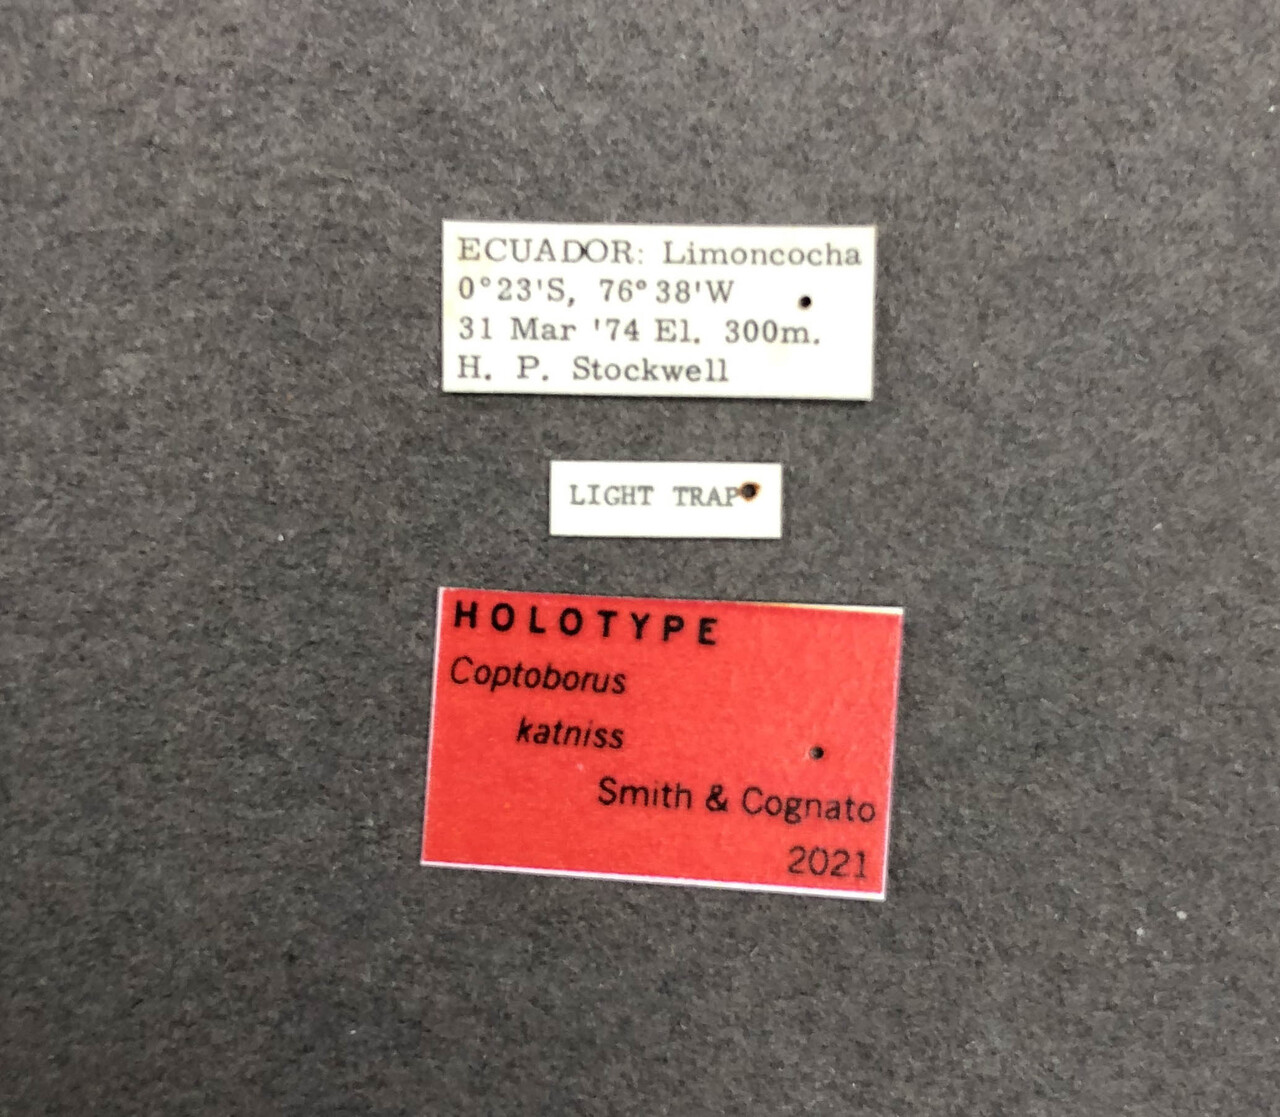 ECUADOR: Limoncocha
0°23'S, 76°38'W
31 Mar '74 El. 300m.
H. P. Stockwell
LIGHT TRAP
HOLOTYPE
Coptoborus
katniss
Smith & Cognato
2021